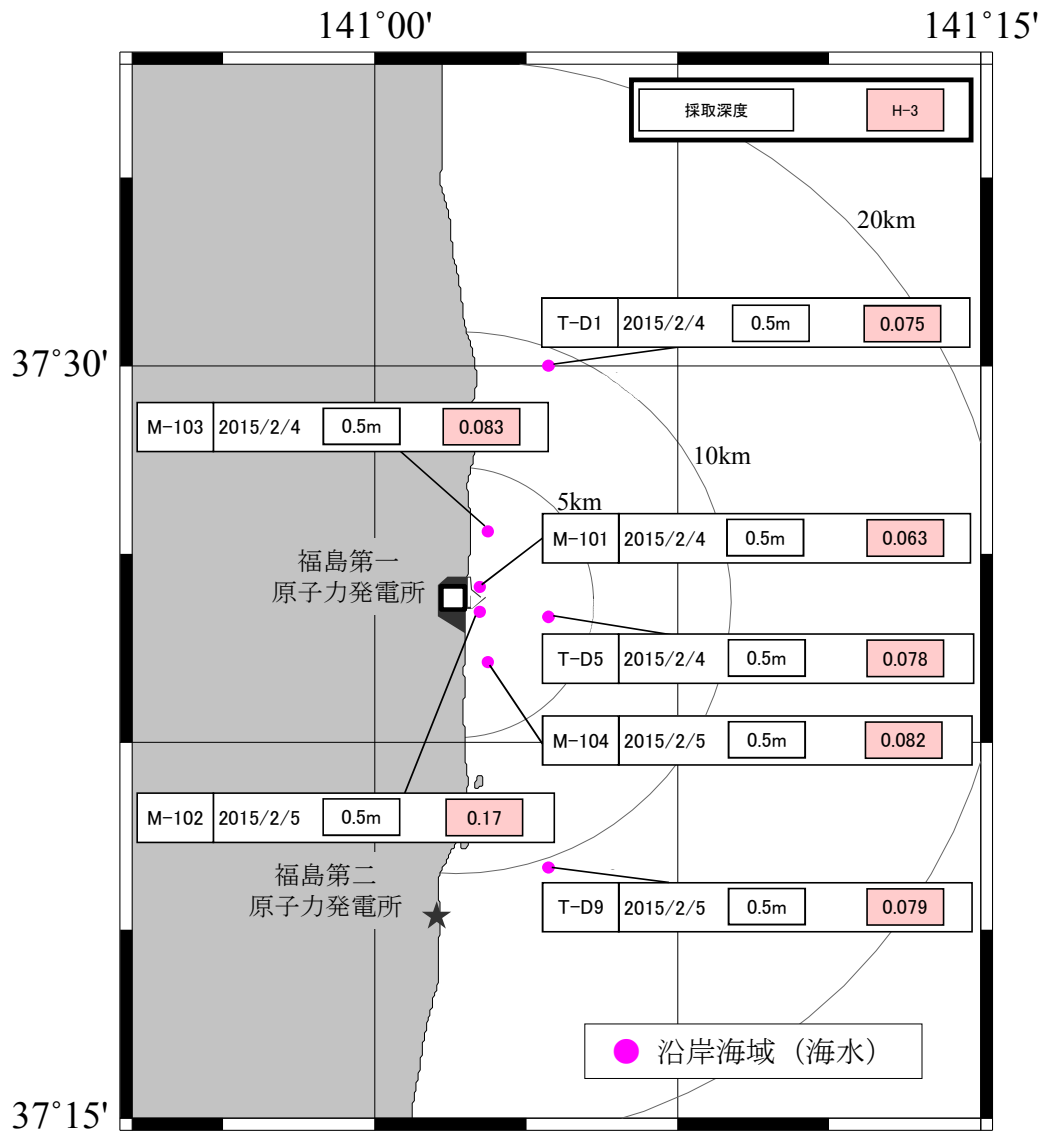 141°00'
141°15'
採取深度 H-3
20km
T-D1 2015/2/4 0.5m 0.075
37°30'
M-103 2015/2/4 0.5m 0.083
10km
5km
M-101 2015/2/4 0.5m 0.063
福島第一
原子力発電所
T-D5 2015/2/4 0.5m 0.078
M-104 2015/2/5 0.5m 0.082
M-102 2015/2/5 0.5m 0.17
福島第二
原子力発電所
T-D9 2015/2/5 0.5m 0.079
沿岸海域（海水）
37°15'